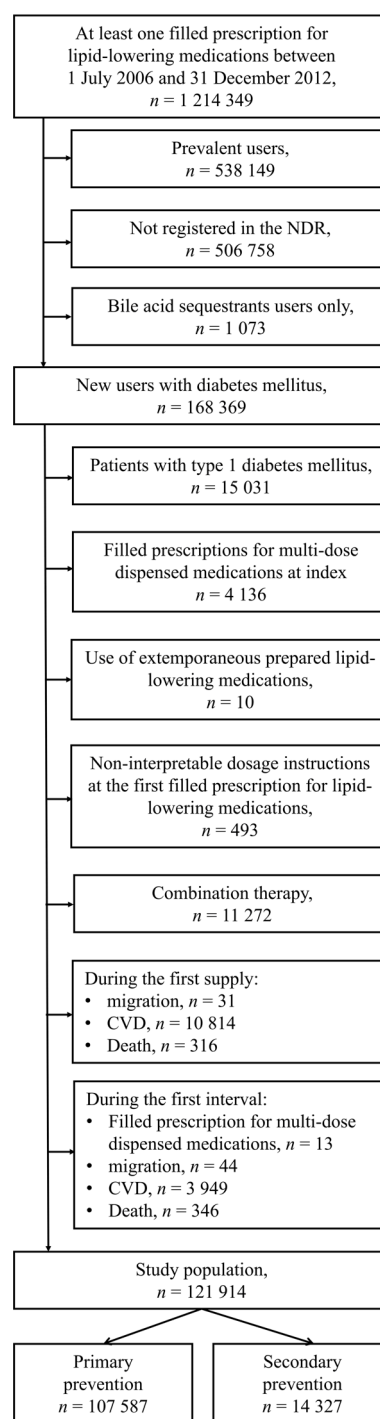 At least one filled prescription for
lipid-lowering medications between
1 July 2006 and 31 December 2012,
n = 1 214 349
Prevalent users,
n = 538 149
Not registered in the NDR,
n = 506 758
Bile acid sequestrants users only,
n = 1 073
New users with diabetes mellitus,
n = 168 369
Patients with type 1 diabetes mellitus,
n = 15 031
Filled prescriptions for multi-dose
dispensed medications at index
n = 4 136
Use of extemporaneous prepared lipid-
lowering medications,
n = 10
Non-interpretable dosage instructions
at the first filled prescription for lipid-
lowering medications,
n = 493
Combination therapy,
n = 11 272
During the first supply:
• migration, n = 31
• CVD, n = 10 814
• Death, n = 316
During the first interval:
• Filled prescription for multi-dose
dispensed medications, n = 13
• migration, n = 44
• CVD, n = 3 949
• Death, n = 346
Study population,
n = 121 914
Primary
prevention
n = 107 587
Secondary
prevention
n = 14 327